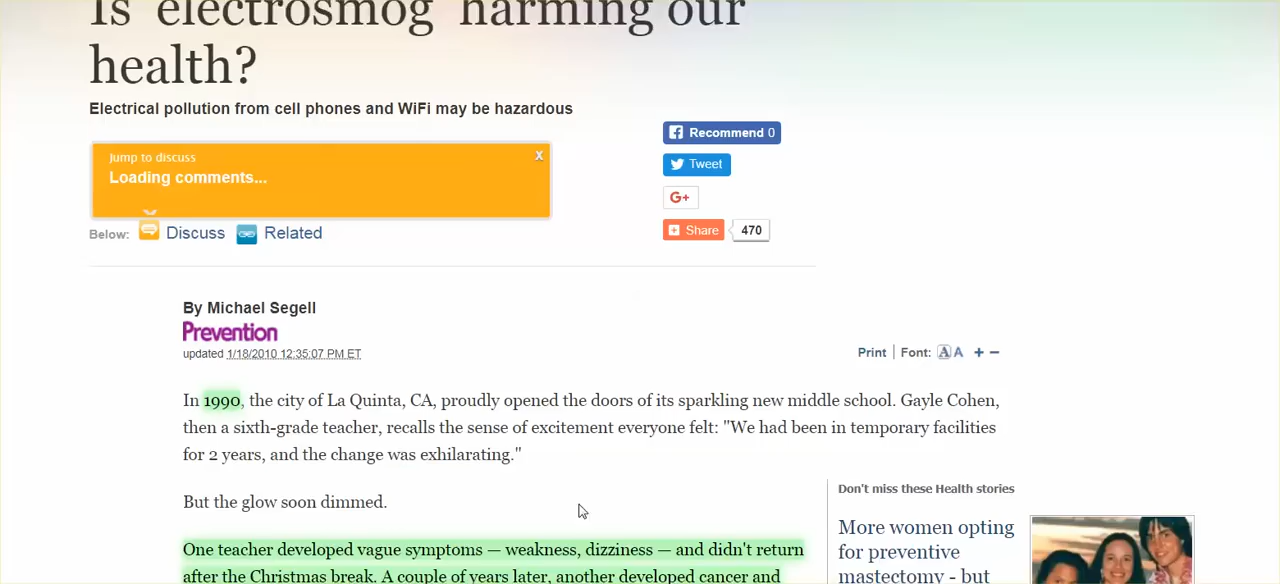 Is 'electrosmog' harming our
health?
Electrical pollution from cell phones and WiFi may be hazardous
Jump to discuss
x
Loading comments...
Below: Discuss Related
Recommend 0
Tweet
G+
Share 470
By Michael Segell
Prevention
updated 1/18/2010 12:35:07 PM ET
Print | Font: A A + −
In 1990, the city of La Quinta, CA, proudly opened the doors of its sparkling new middle school. Gayle Cohen,
then a sixth-grade teacher, recalls the sense of excitement everyone felt: "We had been in temporary facilities
for 2 years, and the change was exhilarating."
But the glow soon dimmed.
One teacher developed vague symptoms — weakness, dizziness — and didn't return
after the Christmas break. A couple of years later, another developed cancer and
Don't miss these Health stories
More women opting
for preventive
mastectomy - but